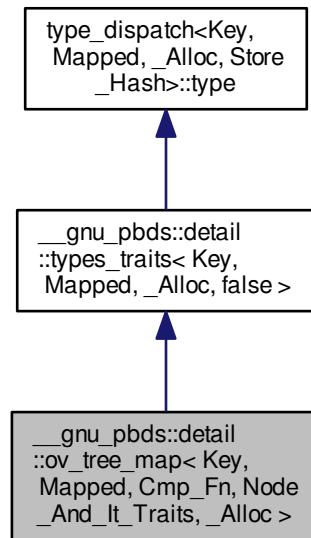 type_dispatch<Key,
Mapped, _Alloc, Store
_Hash>::type
__gnu_pbds::detail
::types_traits< Key,
Mapped, _Alloc, false >
__gnu_pbds::detail
::ov_tree_map< Key,
Mapped, Cmp_Fn, Node
_And_It_Traits, _Alloc >